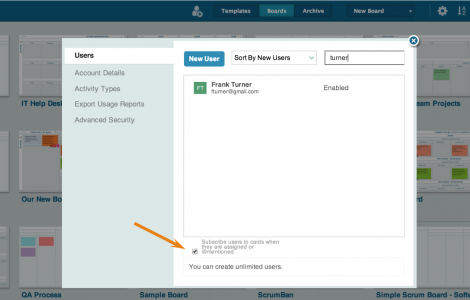 Templates Boards Archive New Board
Users
Account Details
Activity Types
Export Usage Reports
Advanced Security
New User Sort By New Users turner
FT Frank Turner Enabled
fturner@gmail.com
Subscribe users to cards when
they are assigned or
@mentioned
You can create unlimited users.
IT Help Des
eam Projects
Our New Bo
Board
QA Process Sample Board ScrumBan Simple Scrum Board - Softw